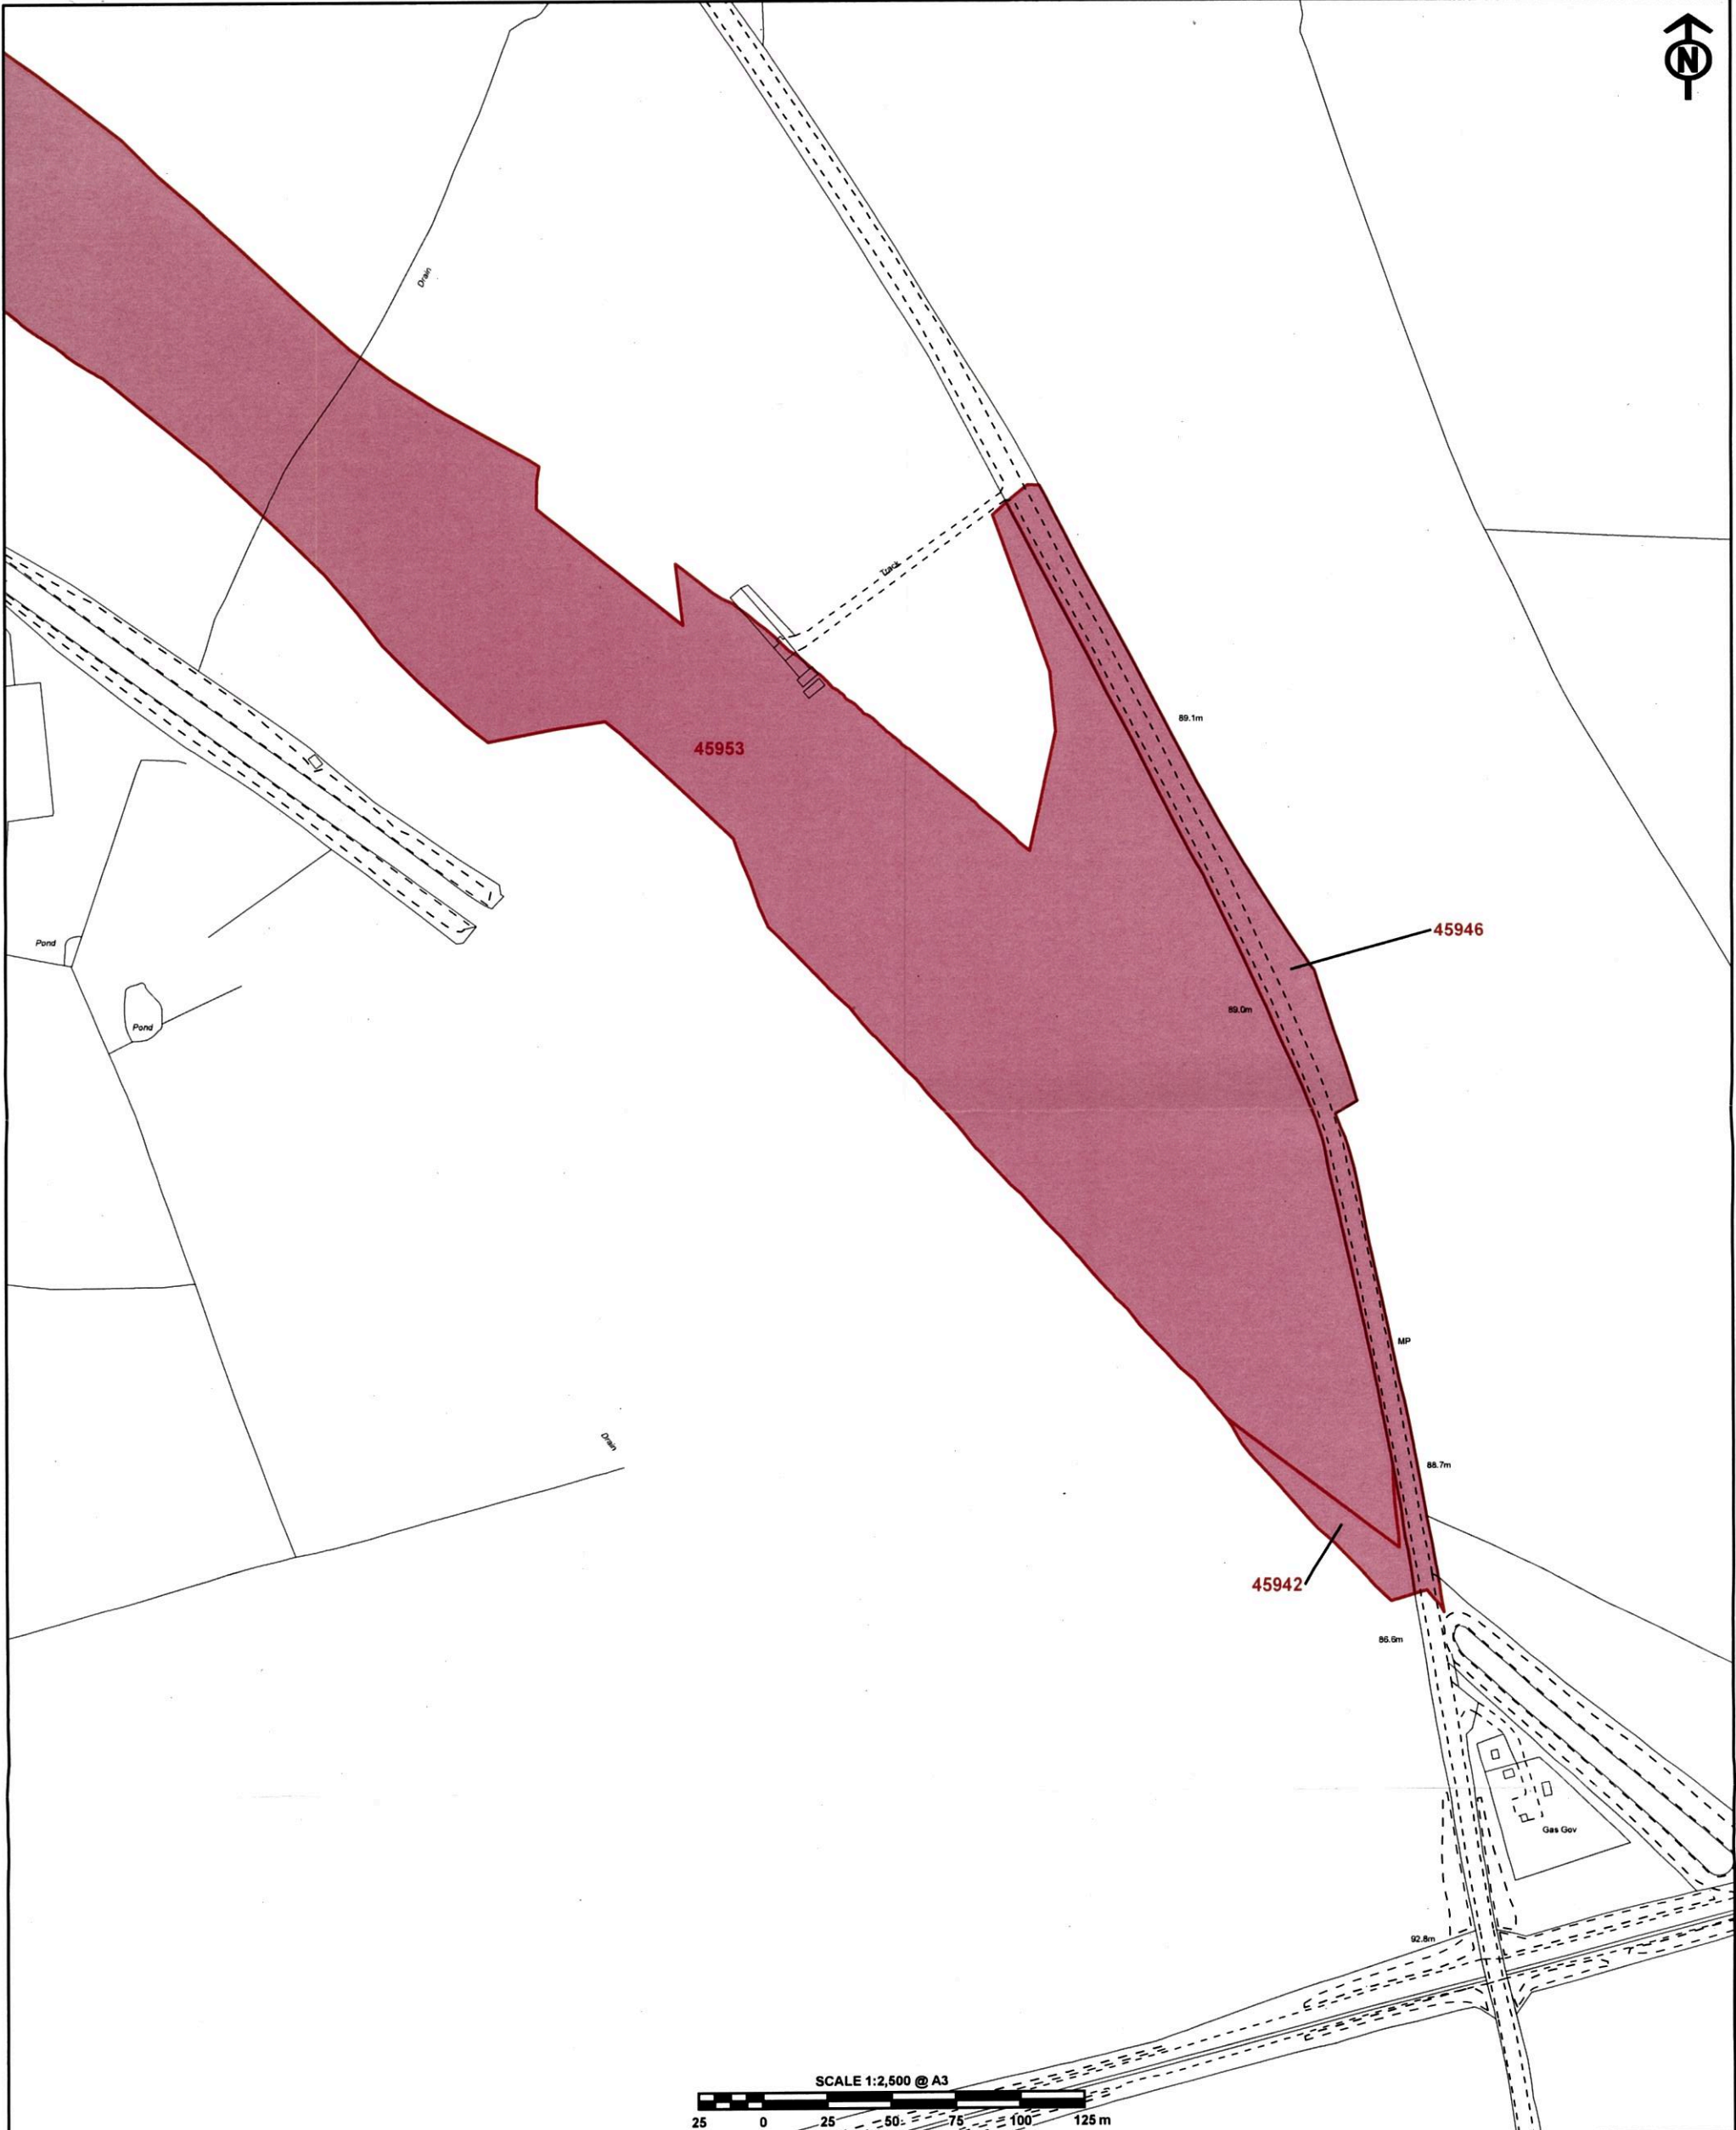 N
Drain
Track
45953
89.1m
45946
Pond
89.0m
Pond
MP
Drain
88.7m
45942
86.6m
Gas Gov
92.8m
SCALE 1:2,500 @ A3
25 0 25 50 75 100 125 m